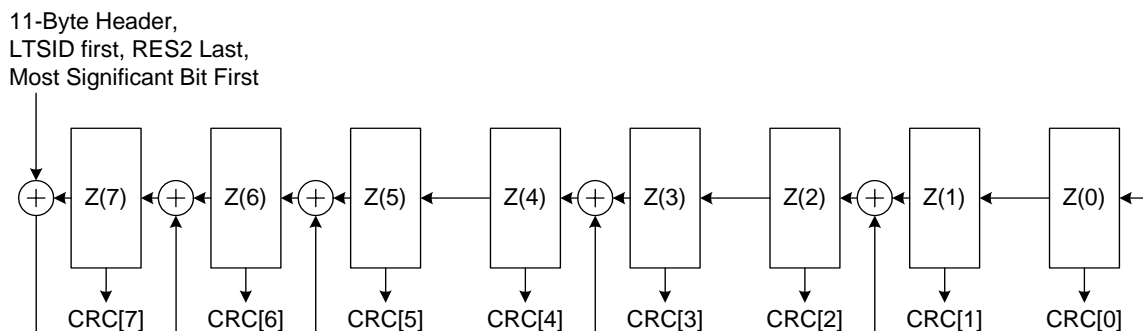 11-Byte Header,
LTSID first, RES2 Last,
Most Significant Bit First
Z(7) Z(6) Z(5) Z(4) Z(3) Z(2) Z(1) Z(0)
CRC[7] CRC[6] CRC[5] CRC[4] CRC[3] CRC[2] CRC[1] CRC[0]